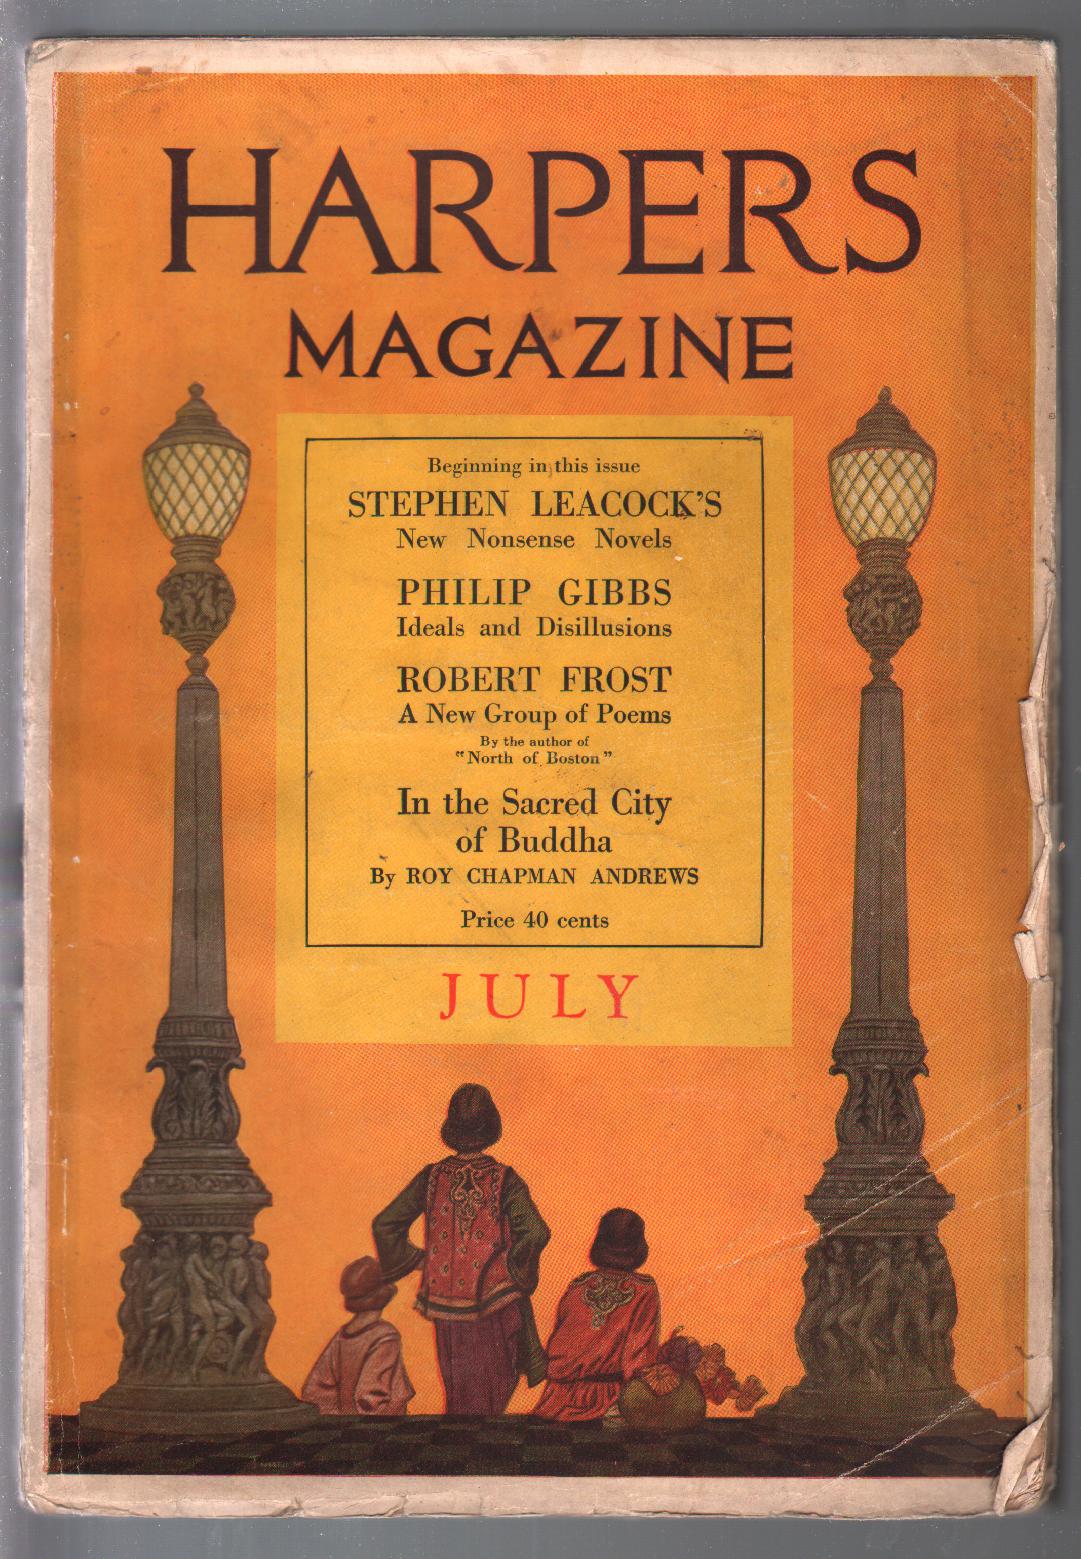 HARPERS
MAGAZINE
Beginning in this issue
STEPHEN LEACOCK'S
New Nonsense Novels
PHILIP GIBBS
Ideals and Disillusions
ROBERT FROST
A New Group of Poems
By the author of
"North of Boston"
In the Sacred City
of Buddha
By ROY CHAPMAN ANDREWS
Price 40 cents
JULY